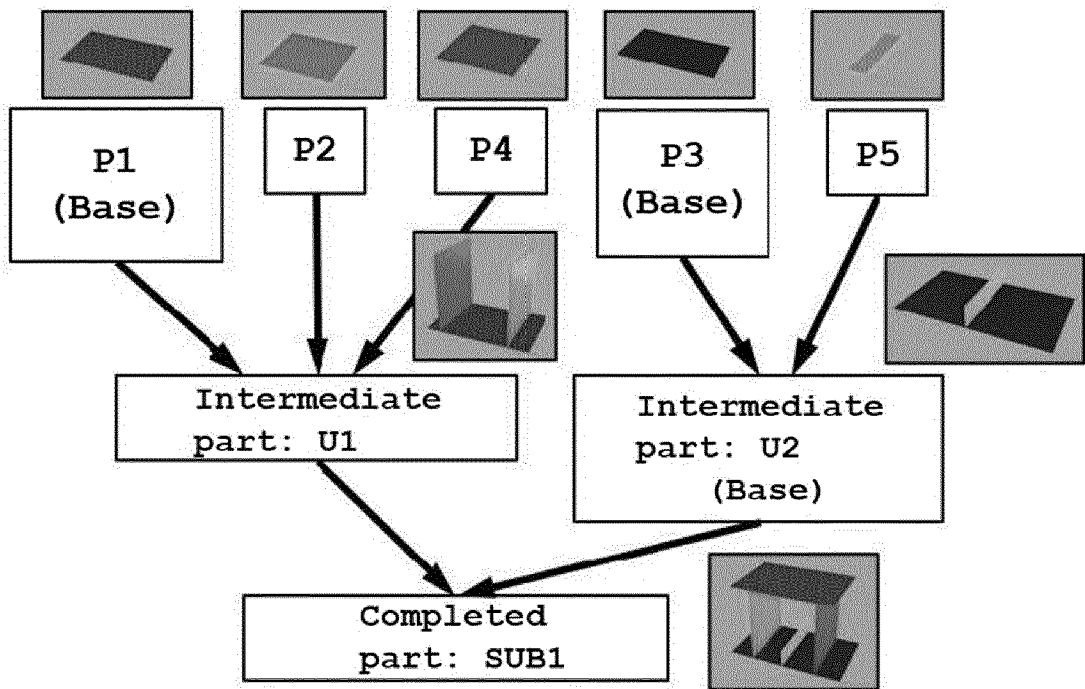 P1
(Base)
P2
P4
P3
(Base)
P5
Intermediate
part: U1
Intermediate
part: U2
(Base)
Completed
part: SUB1